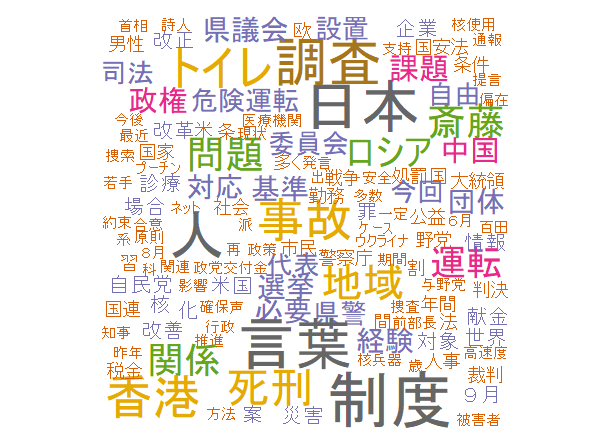 首相 詩人 県議会 欧 設置 企業 核使用
男性 改正 トイレ 調査 支持 国安法 通報
司法 課題 条件 提言
政権 危険運転 日本 自由 偏在
今後 医療機関 斎藤
最近 改革 米 条 現状 委員会 ロシア 中国
捜索 国家 問題 多く 発言
プーチン 出 戦争 安全 処罰 国 大統領
若手 診療 対応 基準 勤務 多数 今回 団体
場合 ネット 社会 事故 罪 一定 公益 6月
約束 合意 人 派 ケース 百田
系 原則 再 政策 市民 ウクライナ 野党 情報
8月 警察庁 期間
習 科 関連 政党交付金 代表 割 運転
自民党 影響 米国 選挙 地域 与野党 判決
国連 核 化 確保 声 必要 県警 捜査 年間 献金
知事 改善 行政 言葉 間 前部長 法 世界
推進 経験 対象
昨年 関係 核兵器 歳 人事 高速度
税金 裁判
香港 死刑 制度 9月
方法 案 災害 被害者